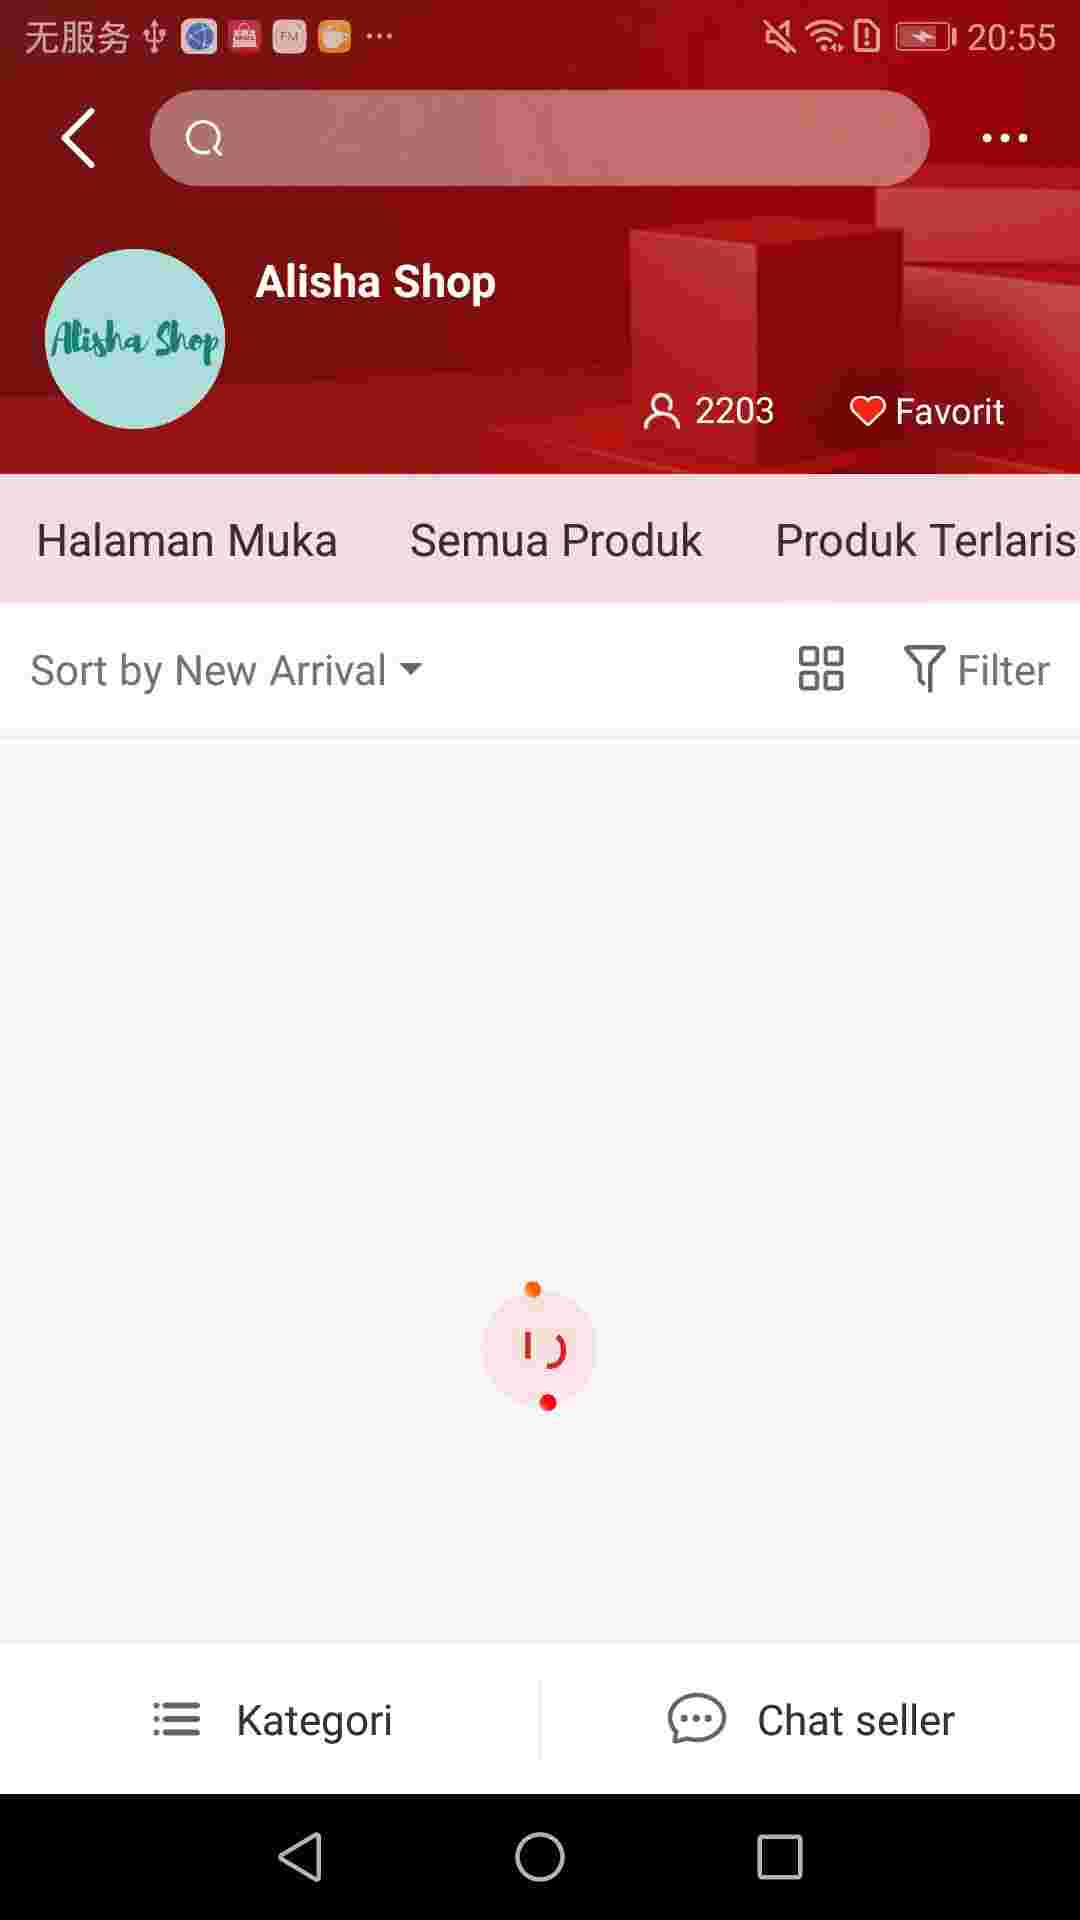 无服务 FM 20:55
Alisha Shop
Alisha Shop
2203 Favorit
Halaman Muka Semua Produk Produk Terlaris
Sort by New Arrival Filter
Kategori Chat seller